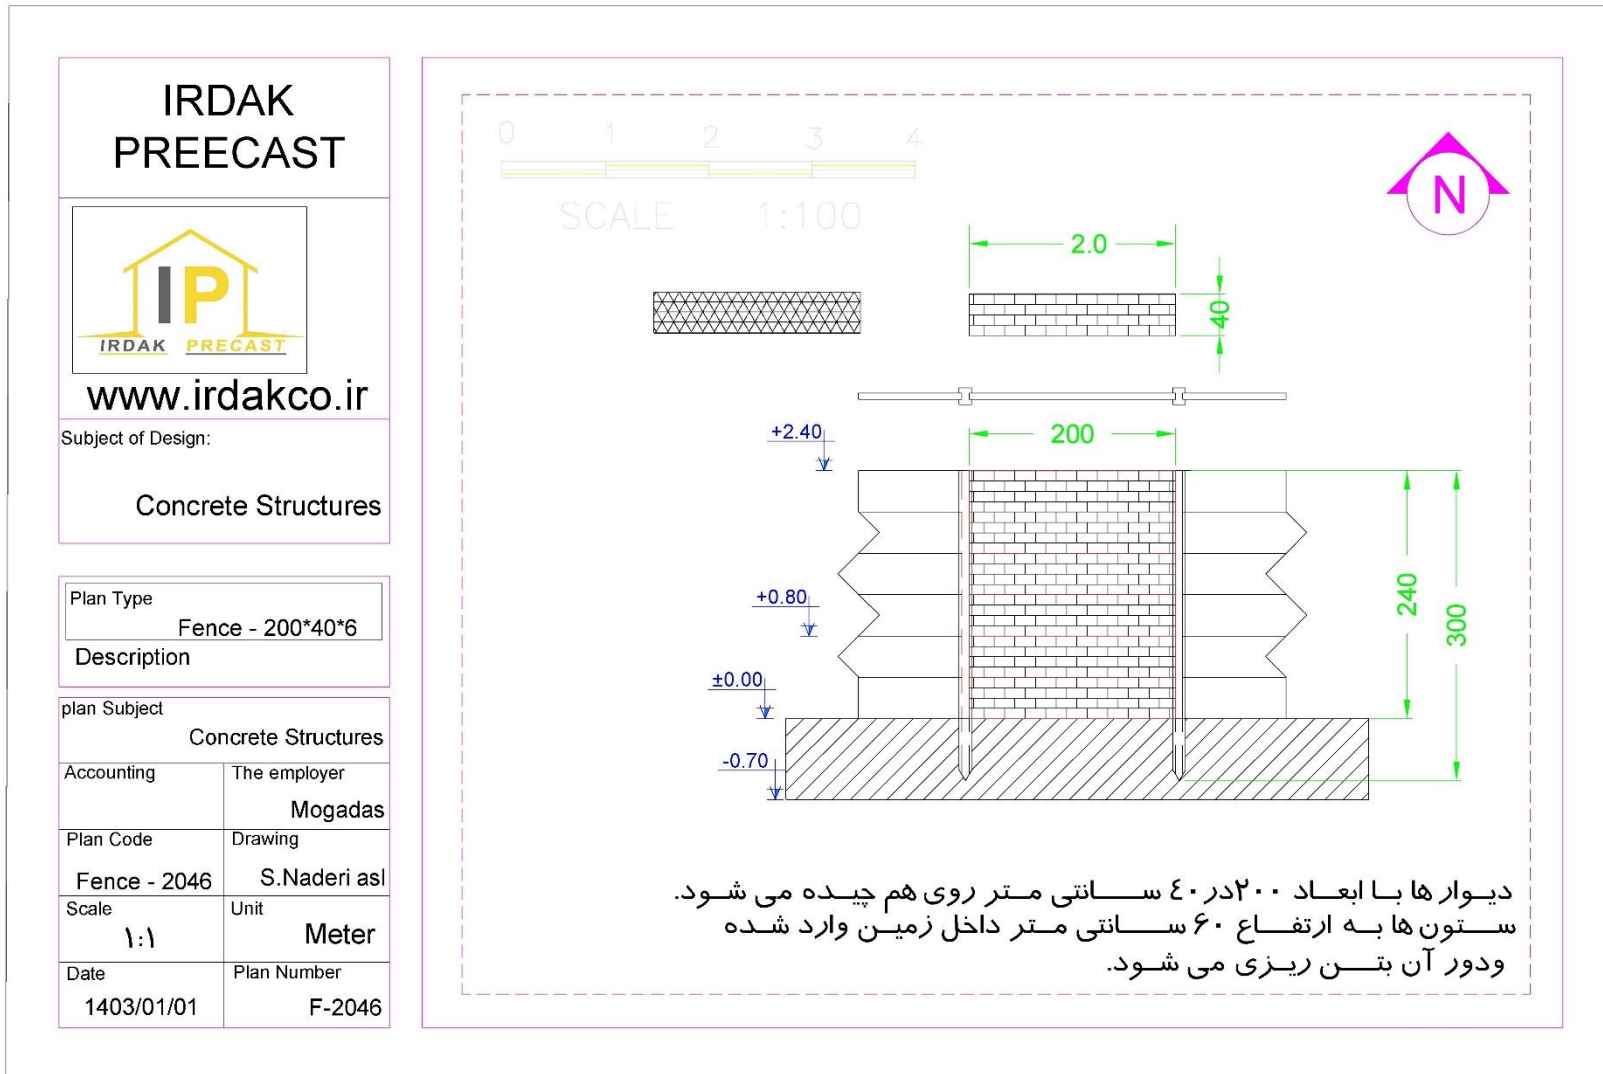 IRDAK
PREECAST
IP
IRDAK PRECAST
www.irdakco.ir
Subject of Design:
Concrete Structures
Plan Type
Fence - 200*40*6
Description
plan Subject
Concrete Structures
Accounting
The employer
Mogadas
Plan Code
Drawing
Fence - 2046
S.Naderi asl
Scale
Unit
۱:۱
Meter
Date
Plan Number
1403/01/01
F-2046
0 1 2 3 4
SCALE 1:100
N
2.0
40
200
+2.40
+0.80
±0.00
-0.70
240
300
دیوار ها با ابعاد ۲۰۰در۴۰ سانتی متر روی هم چیده می شود.
ستون ها به ارتفاع ۶۰ سانتی متر داخل زمین وارد شده
ودور آن بتن ریزی می شود.